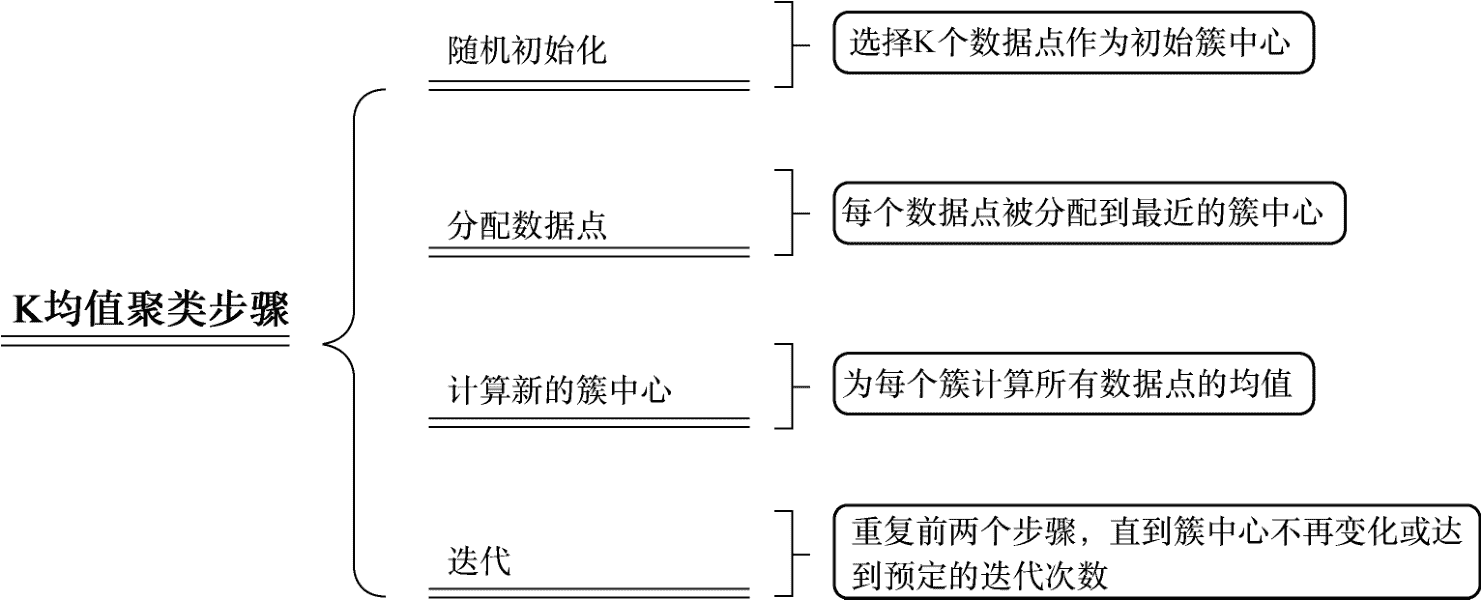 K均值聚类步骤
随机初始化
选择K个数据点作为初始簇中心
分配数据点
每个数据点被分配到最近的簇中心
计算新的簇中心
为每个簇计算所有数据点的均值
迭代
重复前两个步骤，直到簇中心不再变化或达
到预定的迭代次数